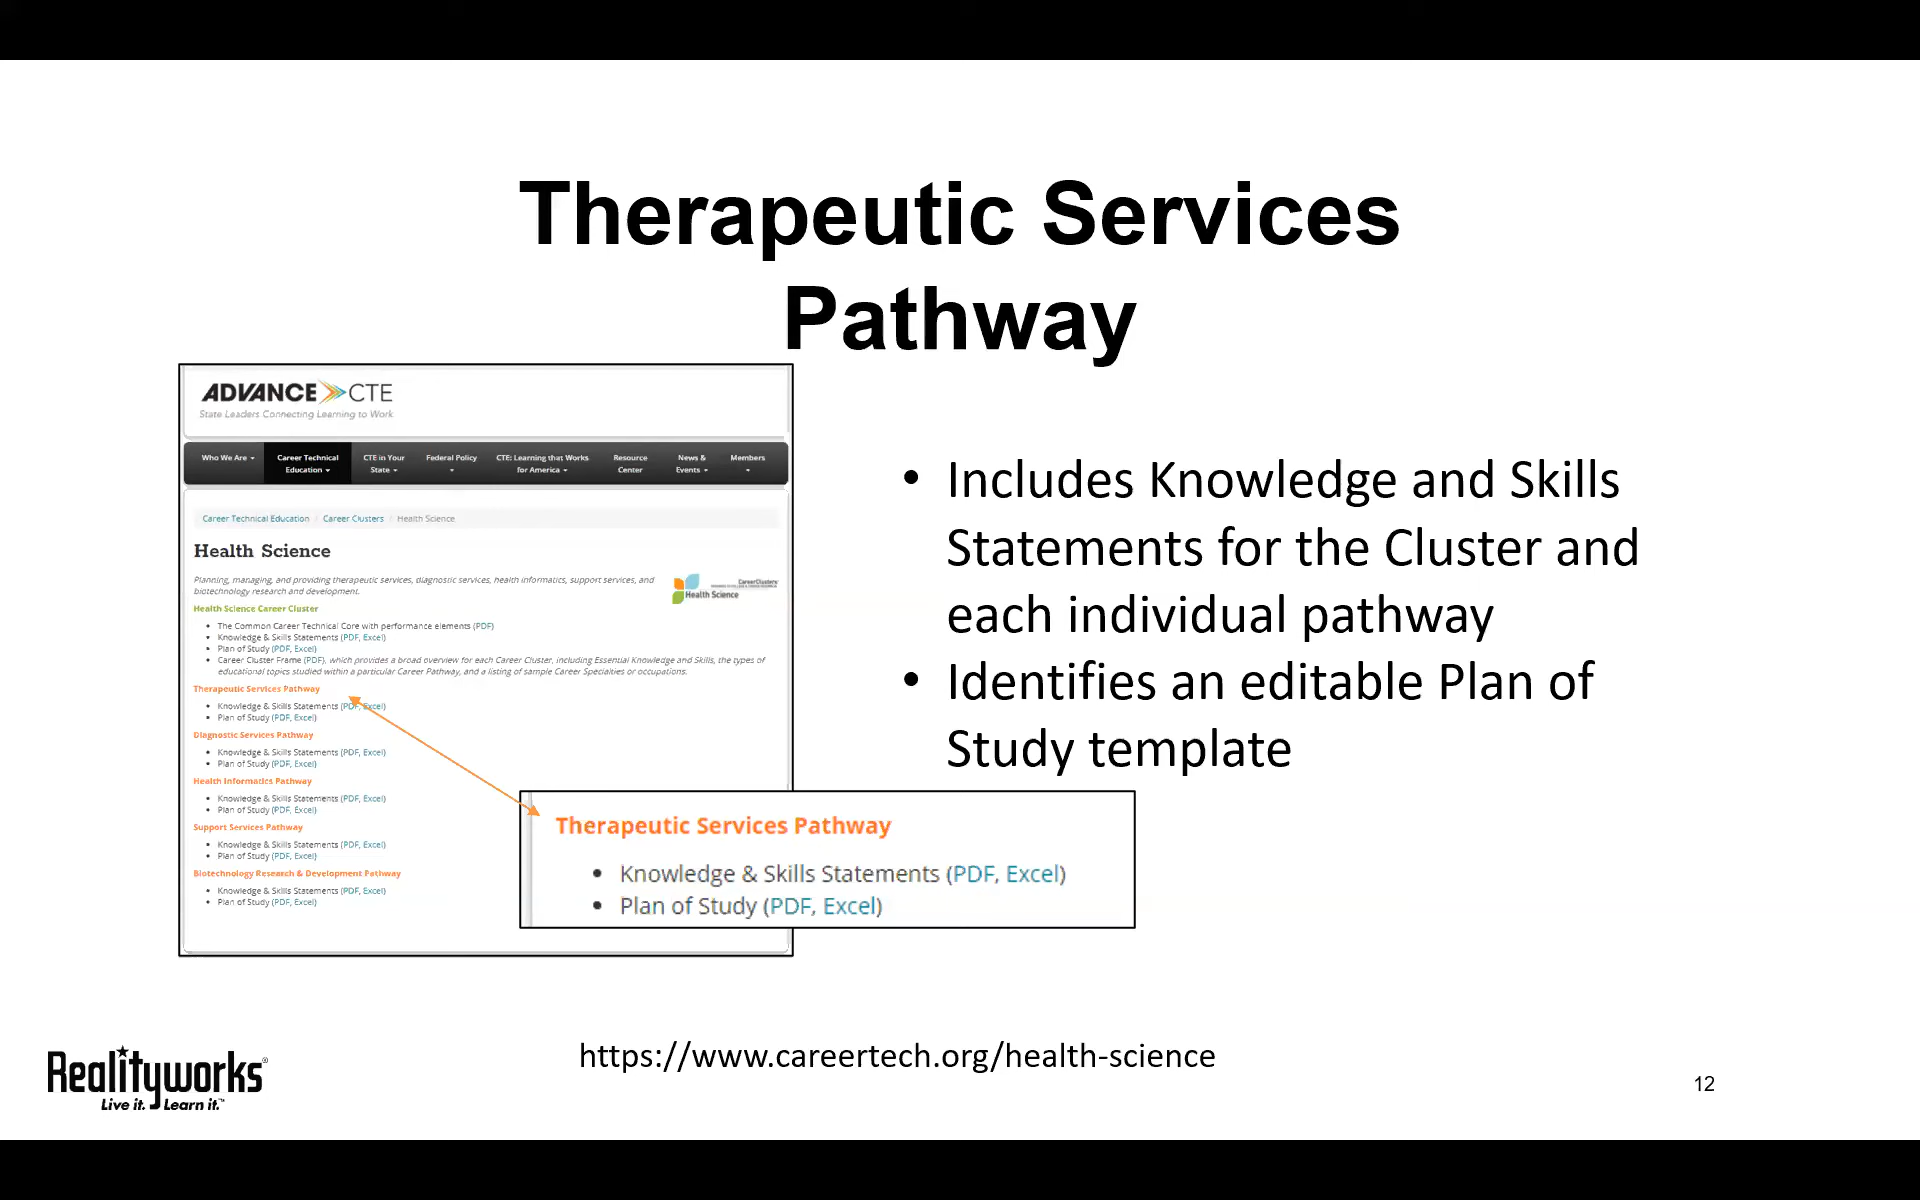 Therapeutic Services
Pathway
ADVANCE CTE
State Leaders Connecting Learning to Work
Who We Are
Career Technical
Education
CTE in Your
State
Federal Policy
CTE: Learning that Works
for America
Resource
Center
News &
Events
Members
Career Technical Education / Career Clusters / Health Science
Health Science
Planning, managing, and providing therapeutic services, diagnostic services, health informatics, support services, and
biotechnology research and development.
CareerClusters
Health Science
Health Science Career Cluster
• The Common Career Technical Core with performance elements (PDF)
• Knowledge & Skills Statements (PDF, Excel)
• Plan of Study (PDF, Excel)
• Career Cluster Frame (PDF), which provides a broad overview for each Career Cluster, including Essential Knowledge and Skills, the types of
educational topics studied within a particular Career Pathway, and a listing of sample Career Specialties or occupations.
Therapeutic Services Pathway
• Knowledge & Skills Statements (PDF, Excel)
• Plan of Study (PDF, Excel)
Diagnostic Services Pathway
• Knowledge & Skills Statements (PDF, Excel)
• Plan of Study (PDF, Excel)
Health Informatics Pathway
• Knowledge & Skills Statements (PDF, Excel)
• Plan of Study (PDF, Excel)
Support Services Pathway
• Knowledge & Skills Statements (PDF, Excel)
• Plan of Study (PDF, Excel)
Biotechnology Research & Development Pathway
• Knowledge & Skills Statements (PDF, Excel)
• Plan of Study (PDF, Excel)
Therapeutic Services Pathway
• Knowledge & Skills Statements (PDF, Excel)
• Plan of Study (PDF, Excel)
• Includes Knowledge and Skills
Statements for the Cluster and
each individual pathway
• Identifies an editable Plan of
Study template
Realityworks®
Live it. Learn it.™
https://www.careertech.org/health-science
12